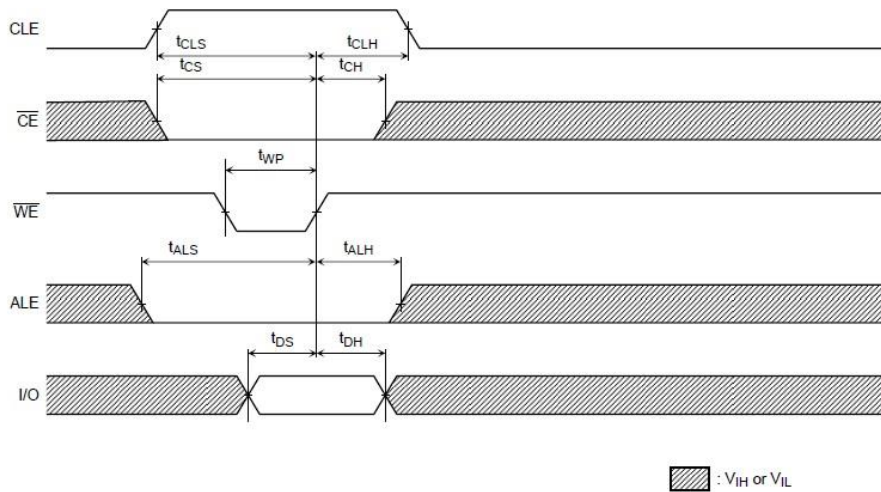 CLE
tCLS
tCLH
tCS
tCH
CE
tWP
WE
tALS
tALH
ALE
tDS
tDH
I/O
: VIH or VIL